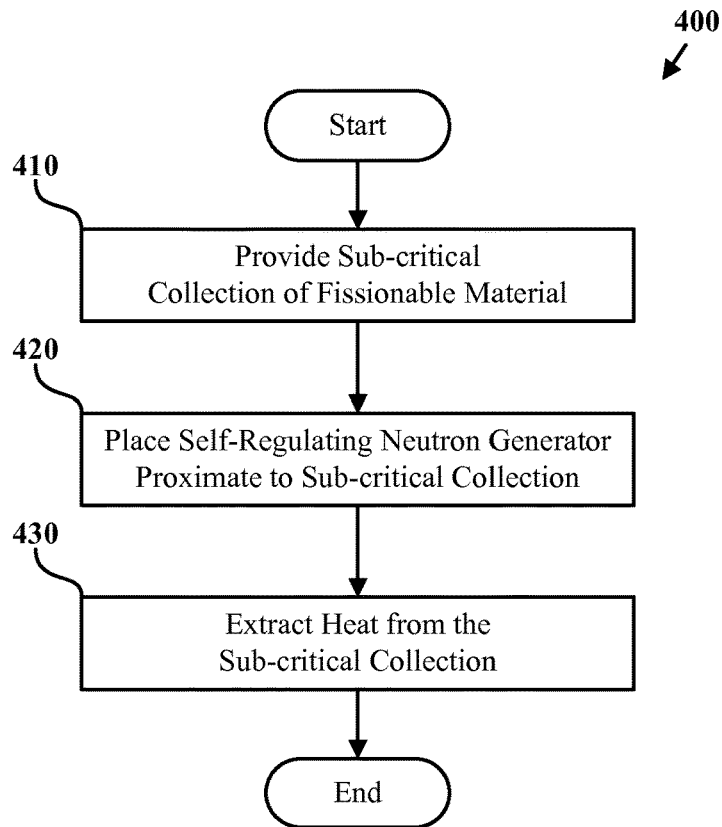 400
Start
410
Provide Sub-critical
Collection of Fissionable Material
420
Place Self-Regulating Neutron Generator
Proximate to Sub-critical Collection
430
Extract Heat from the
Sub-critical Collection
End